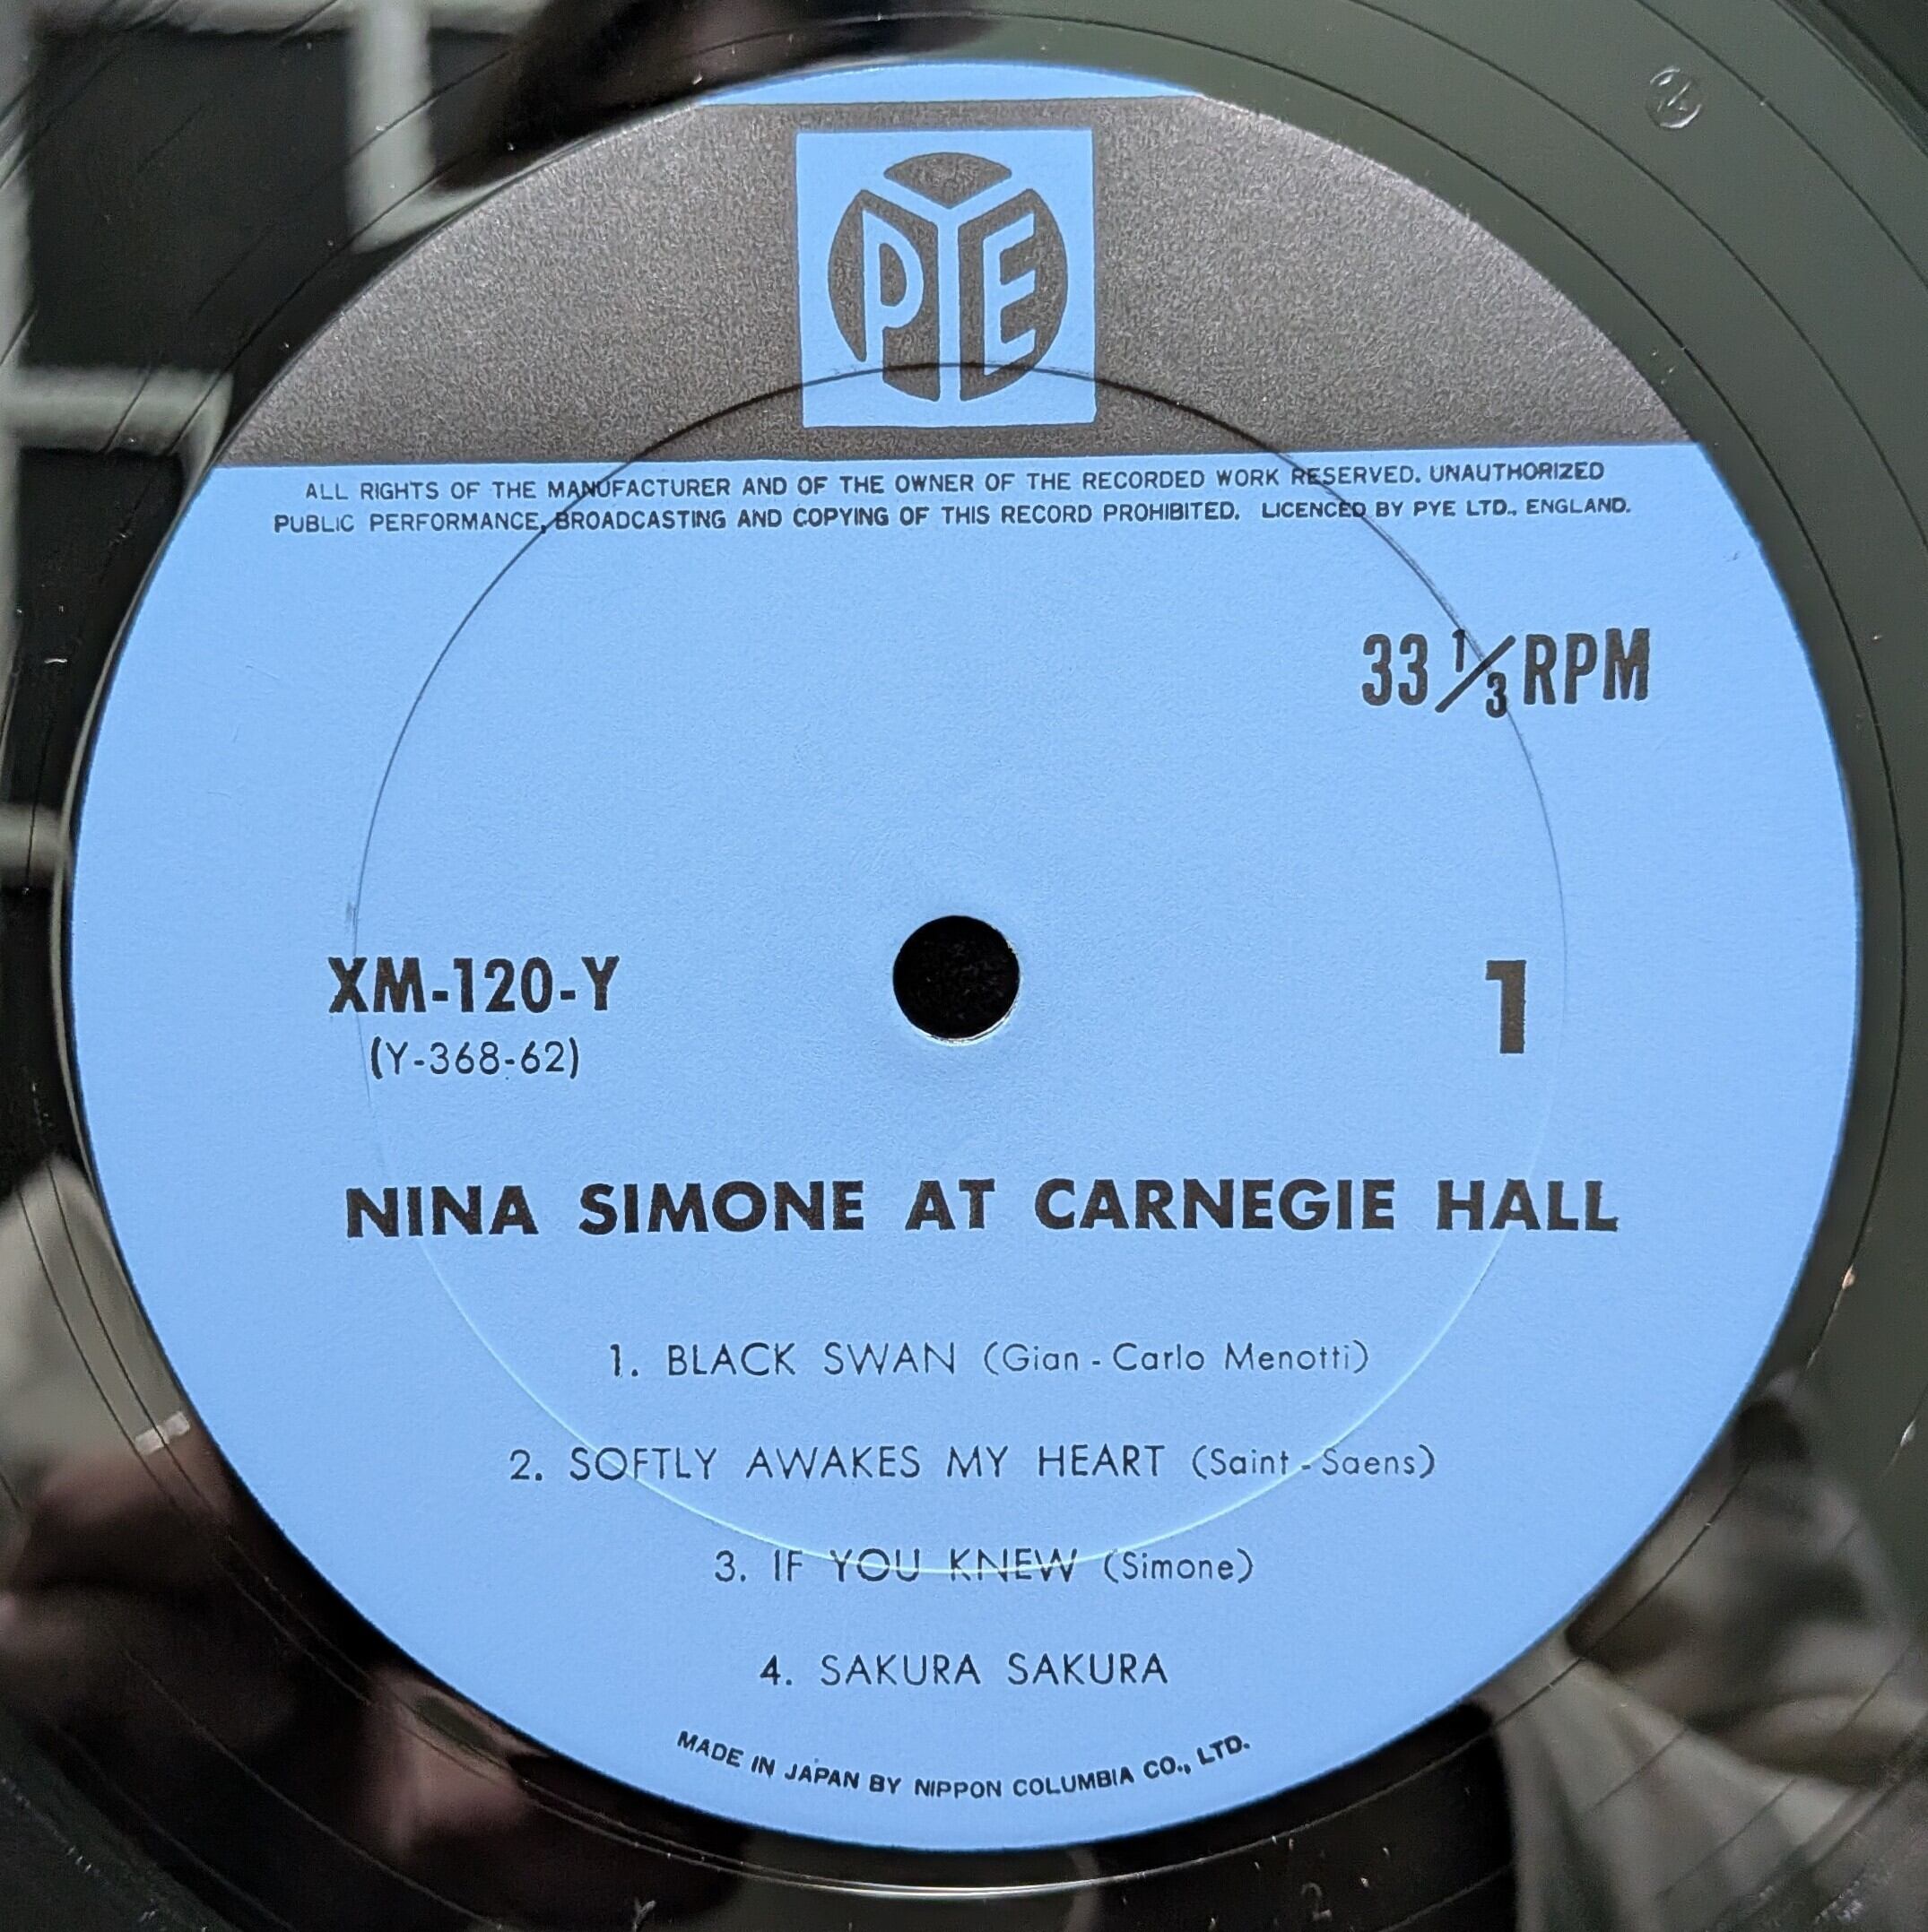 PYE
ALL RIGHTS OF THE MANUFACTURER AND OF THE OWNER OF THE RECORDED WORK RESERVED. UNAUTHORIZED
PUBLIC PERFORMANCE, BROADCASTING AND COPYING OF THIS RECORD PROHIBITED. LICENCED BY PYE LTD., ENGLAND.
33 1/3 RPM
XM-120-Y 1
(Y-368-62)
NINA SIMONE AT CARNEGIE HALL
1. BLACK SWAN (Gian-Carlo Menotti)
2. SOFTLY AWAKES MY HEART (Saint-Saens)
3. IF YOU KNEW (Simone)
4. SAKURA SAKURA
MADE IN JAPAN BY NIPPON COLUMBIA CO., LTD.